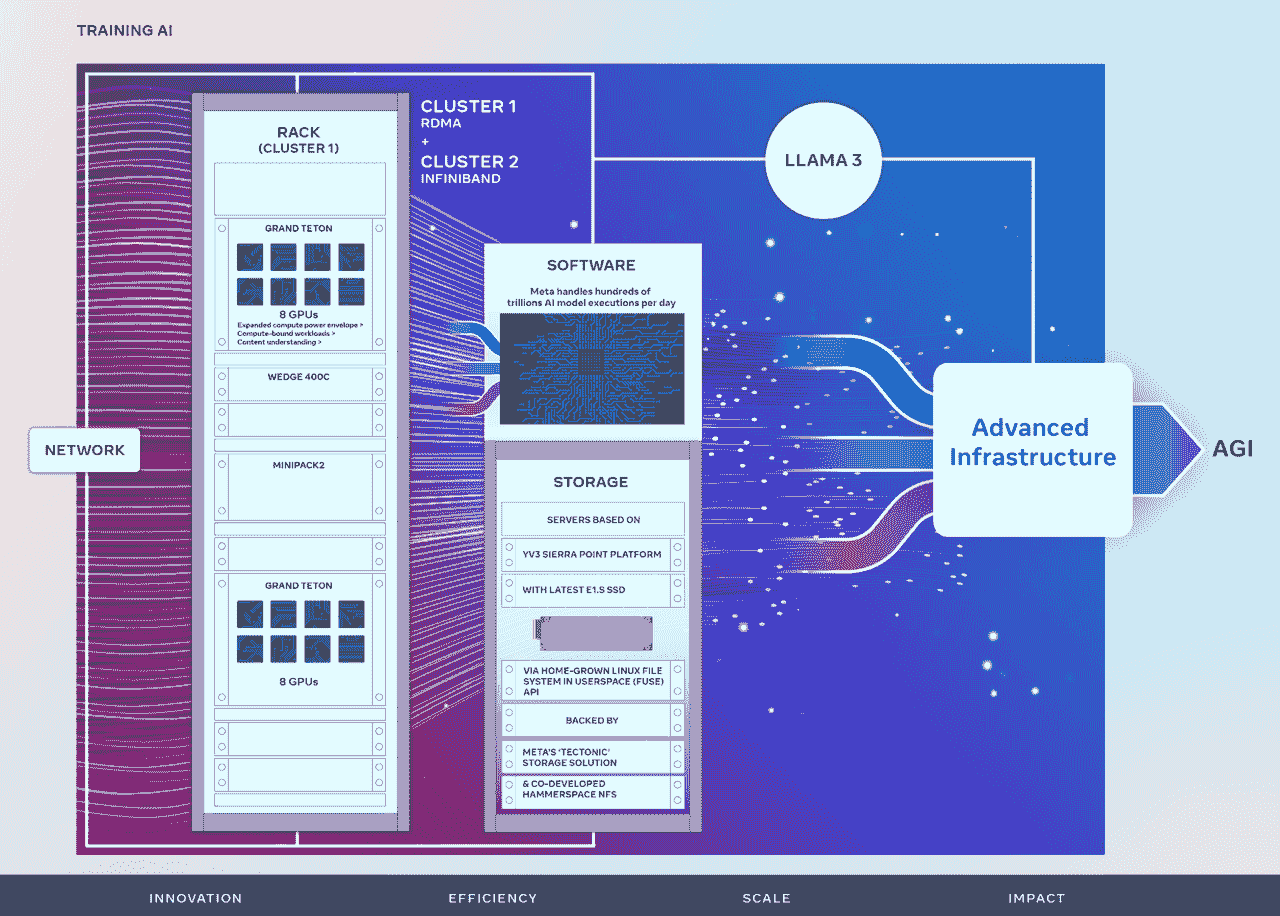 TRAINING AI
RACK
(CLUSTER 1)
GRAND TETON
8 GPUs
Expanded compute power envelope >
Compute-bound workloads >
Content understanding >
WEDGE 400C
MINIPACK2
GRAND TETON
8 GPUs
NETWORK
CLUSTER 1
RDMA
+
CLUSTER 2
INFINIBAND
SOFTWARE
Meta handles hundreds of
trillions AI model executions per day
STORAGE
SERVERS BASED ON
YV3 SIERRA POINT PLATFORM
WITH LATEST E1.S SSD
VIA HOME-GROWN LINUX FILE
SYSTEM IN USERSPACE (FUSE)
API
BACKED BY
META'S 'TECTONIC'
STORAGE SOLUTION
& CO-DEVELOPED
HAMMERSPACE NFS
LLAMA 3
Advanced
Infrastructure
AGI
INNOVATION
EFFICIENCY
SCALE
IMPACT